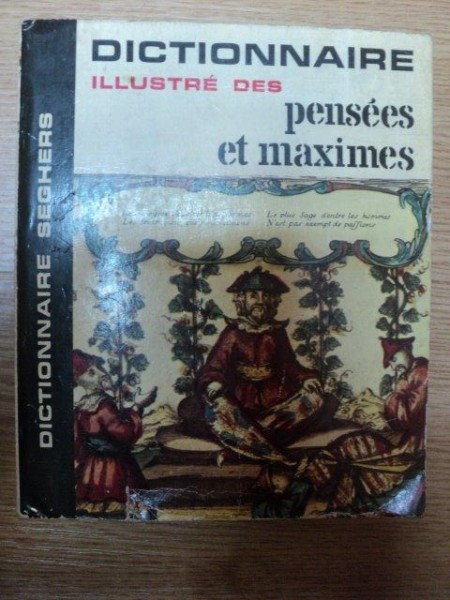 DICTIONNAIRE
ILLUSTRÉ DES
pensées
et maximes
DICTIONNAIRE SEGHERS
Le plus Sage d'entre les hommes
N'est pas exempt de passions